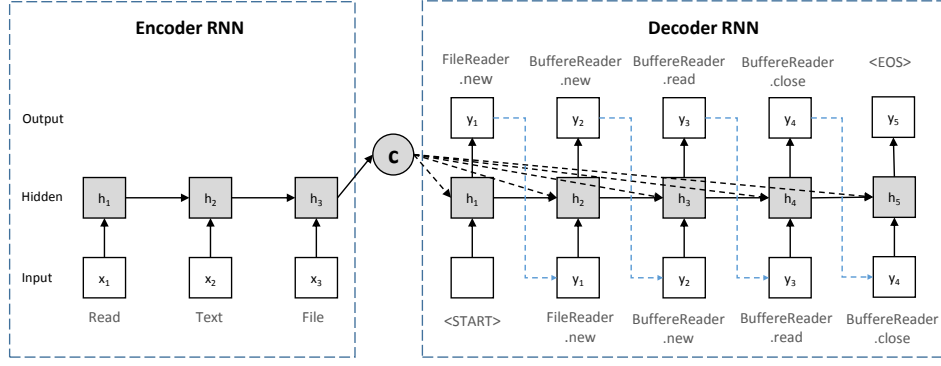 Encoder RNN
Output
Hidden
Input
h1
h2
h3
x1
x2
x3
Read
Text
File
c
Decoder RNN
FileReader
.new
BuffereReader
.new
BuffereReader
.read
BuffereReader
.close
<EOS>
y1
y2
y3
y4
y5
h1
h2
h3
h4
h5
y1
y2
y3
y4
<START>
FileReader
.new
BuffereReader
.new
BuffereReader
.read
BuffereReader
.close